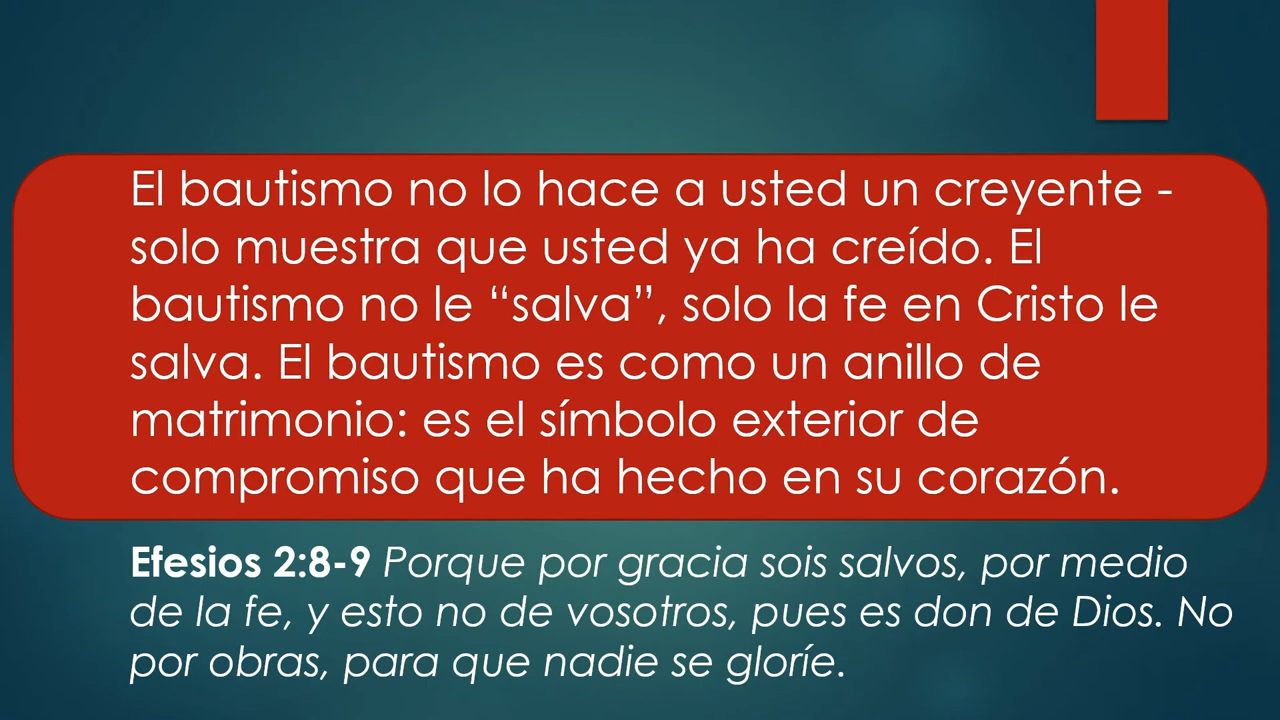 El bautismo no lo hace a usted un creyente -
solo muestra que usted ya ha creído. El
bautismo no le “salva”, solo la fe en Cristo le
salva. El bautismo es como un anillo de
matrimonio: es el símbolo exterior de
compromiso que ha hecho en su corazón.
Efesios 2:8-9 Porque por gracia sois salvos, por medio
de la fe, y esto no de vosotros, pues es don de Dios. No
por obras, para que nadie se gloríe.